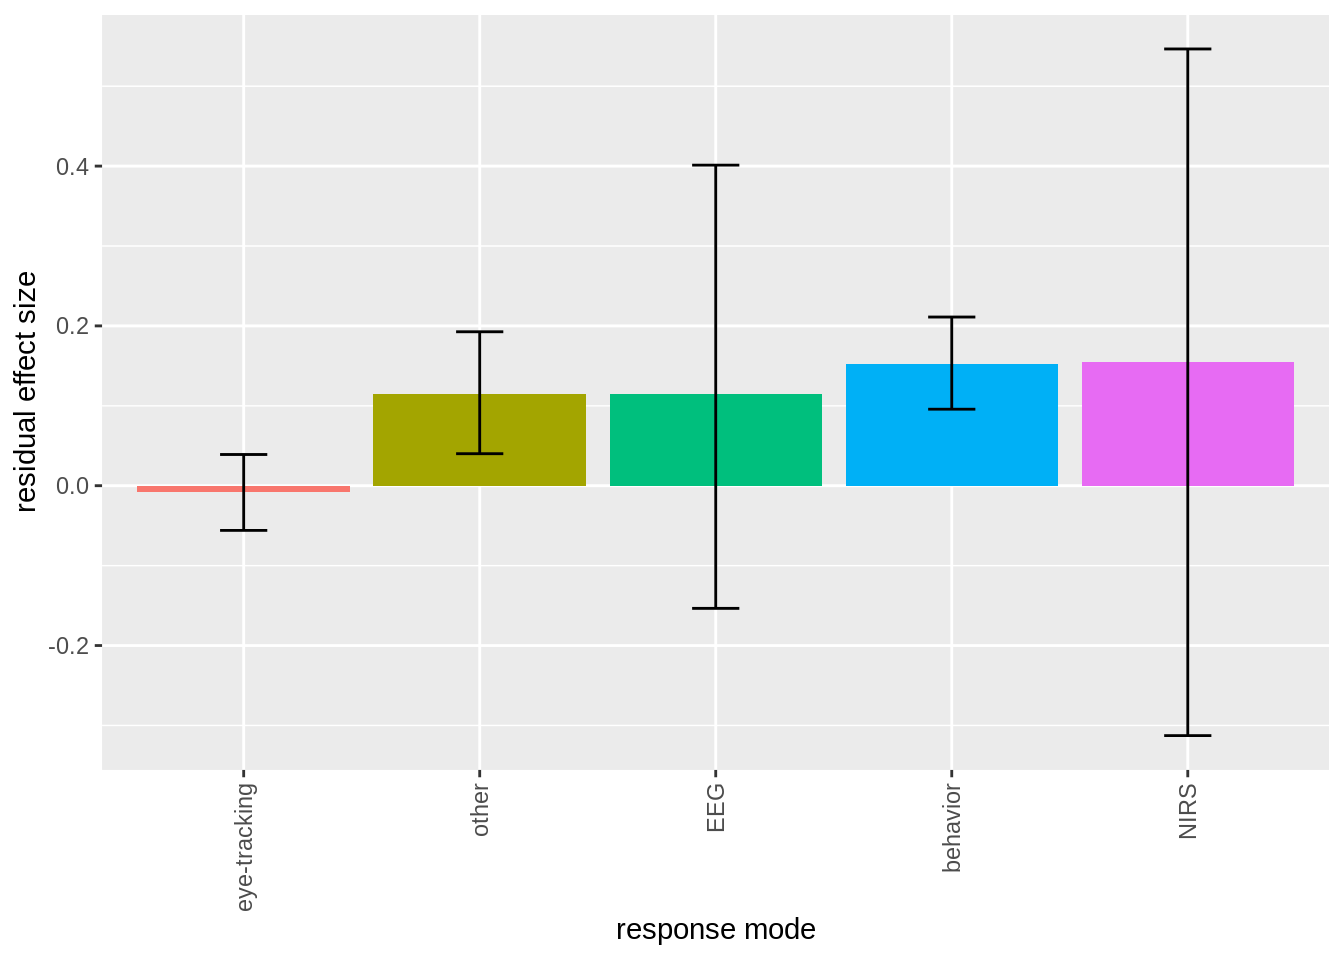 residual effect size
0.4
0.2
0.0
-0.2
eye-tracking
other
EEG
behavior
NIRS
response mode